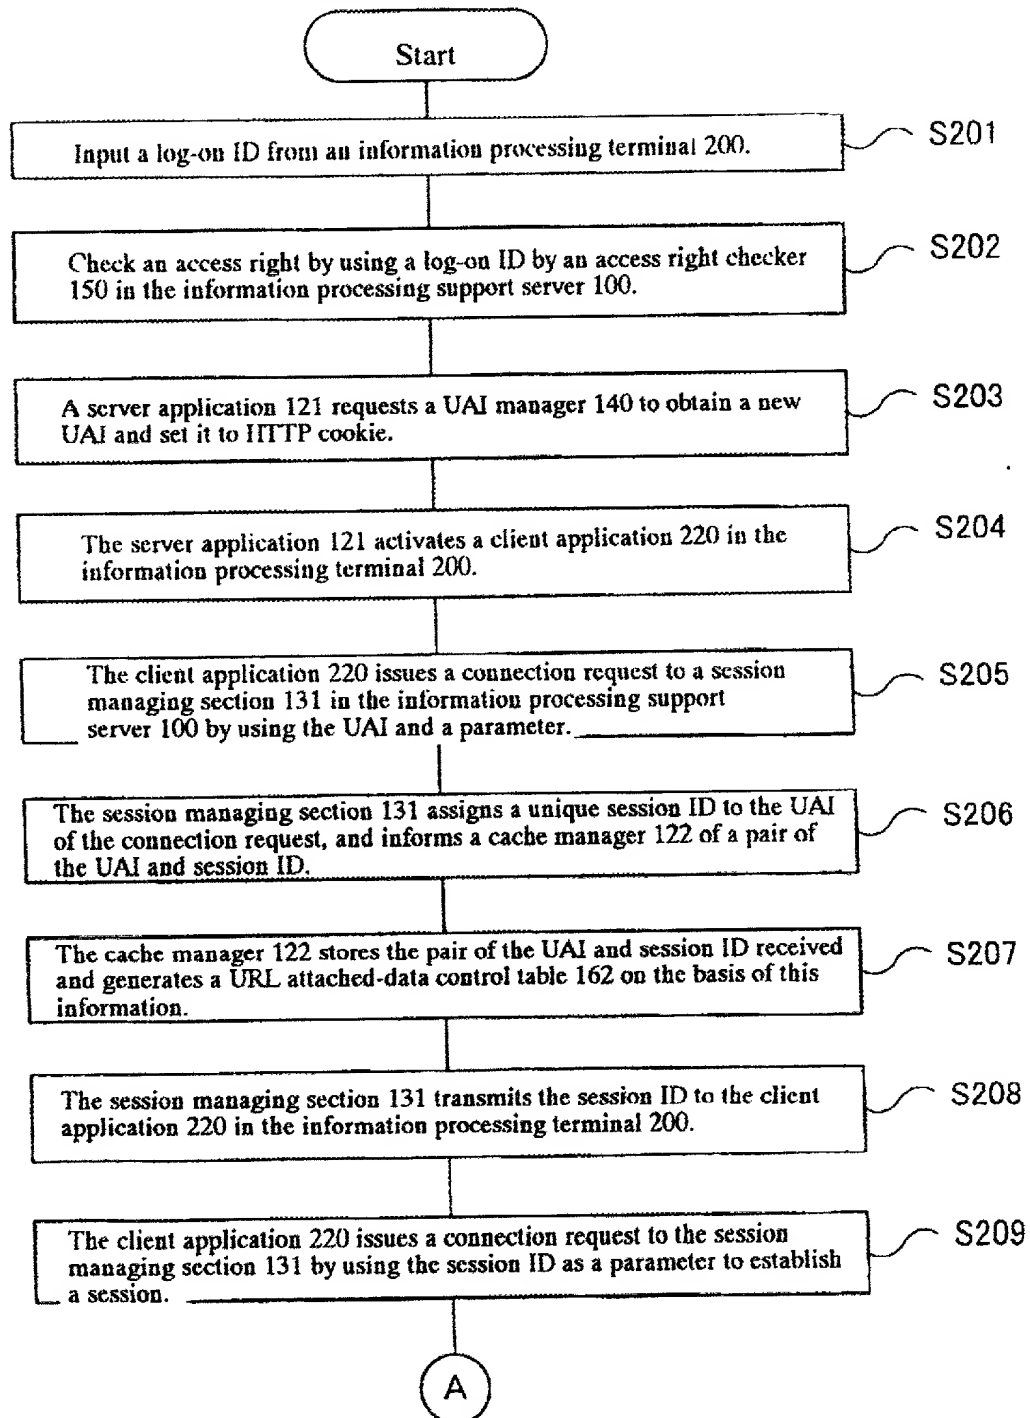 Start
Input a log-on ID from an information processing terminal 200.
S201
Check an access right by using a log-on ID by an access right checker
150 in the information processing support server 100.
S202
A server application 121 requests a UAI manager 140 to obtain a new
UAI and set it to HTTP cookie.
S203
The server application 121 activates a client application 220 in the
information processing terminal 200.
S204
The client application 220 issues a connection request to a session
managing section 131 in the information processing support
server 100 by using the UAI and a parameter.
S205
The session managing section 131 assigns a unique session ID to the UAI
of the connection request, and informs a cache manager 122 of a pair of
the UAI and session ID.
S206
The cache manager 122 stores the pair of the UAI and session ID received
and generates a URL attached-data control table 162 on the basis of this
information.
S207
The session managing section 131 transmits the session ID to the client
application 220 in the information processing terminal 200.
S208
The client application 220 issues a connection request to the session
managing section 131 by using the session ID as a parameter to establish
a session.
S209
A